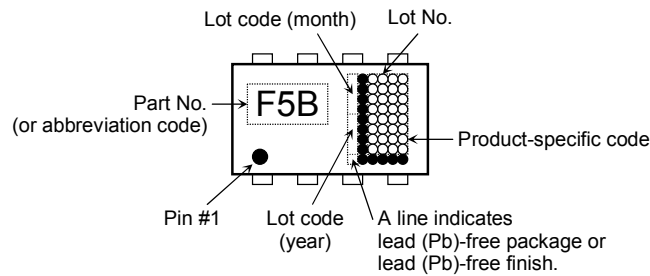 Lot code (month)
Lot No.
Part No.
(or abbreviation code)
F5B
Product-specific code
Pin #1
Lot code
(year)
A line indicates
lead (Pb)-free package or
lead (Pb)-free finish.